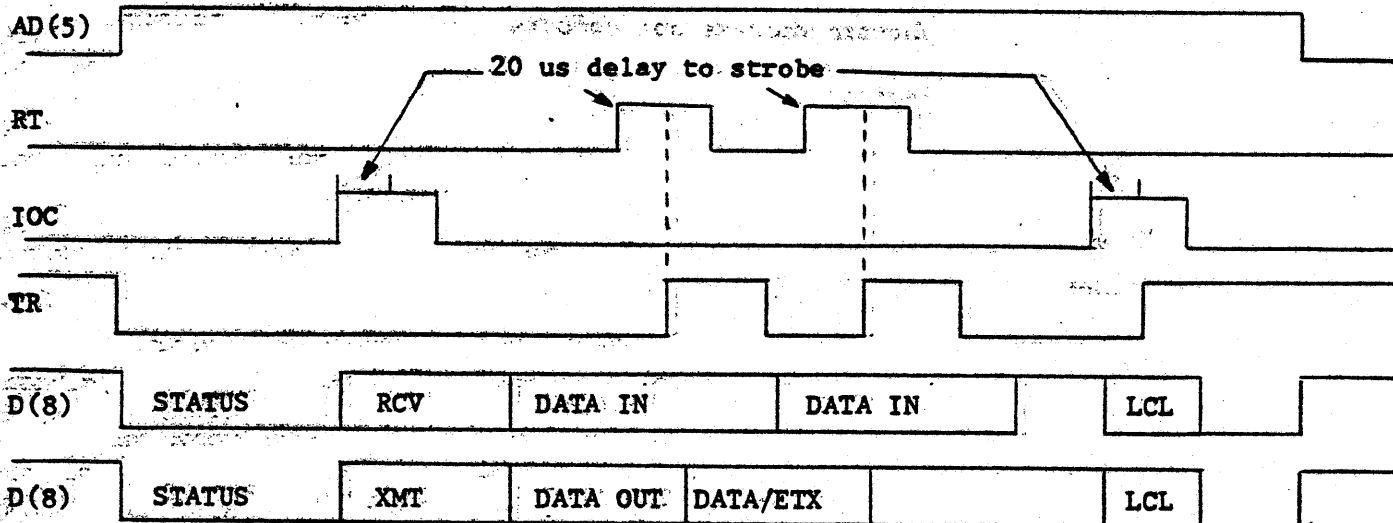 AD(5)
20 us delay to strobe
RT
IOC
TR
D(8) STATUS RCV DATA IN DATA IN LCL
D(8) STATUS XMT DATA OUT DATA/ETX LCL